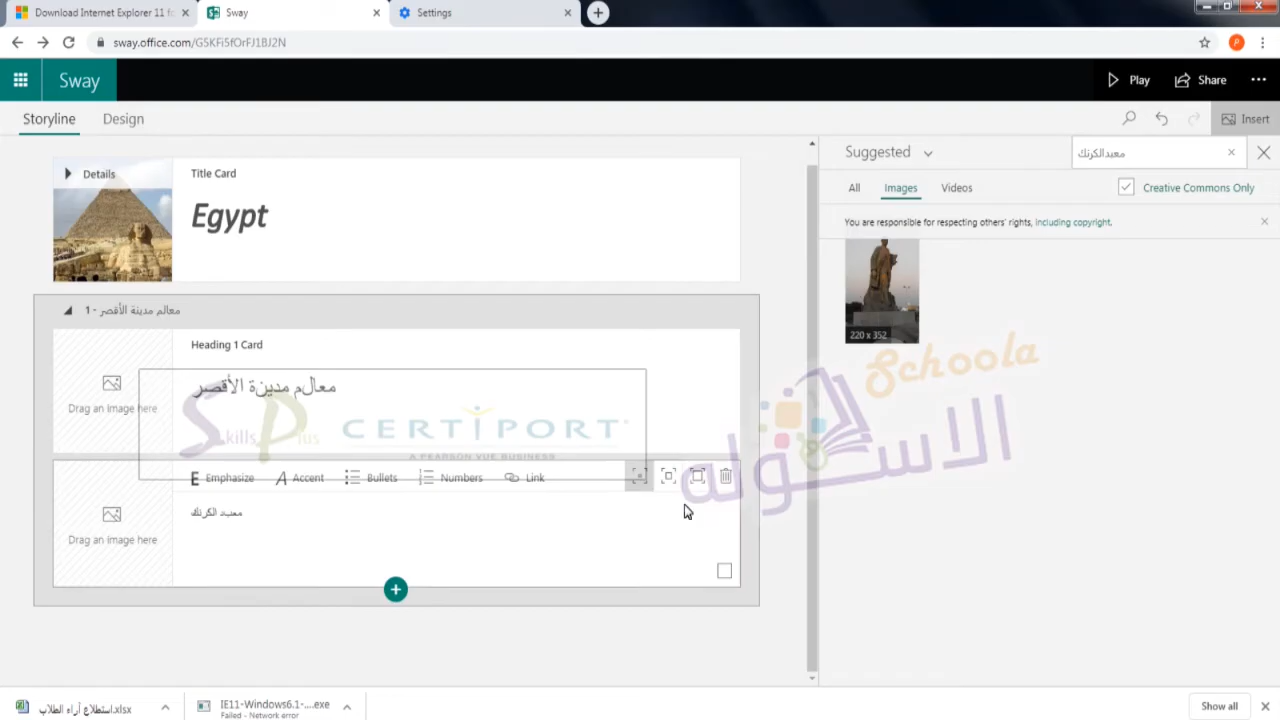 Download Internet Explorer 11 fo
Sway
Settings
sway.office.com/G5KFi5fOrFJ1BJ2N
Sway
Play
Share
Storyline
Design
Insert
Details
Title Card
Egypt
Suggested
معبدالكرنك
All
Images
Videos
Creative Commons Only
You are responsible for respecting others' rights, including copyright.
220 x 352
معالم مدينة الأقصر - 1
Heading 1 Card
Drag an image here
معالم مدينة الأقصر
Skills Plus
CERTIPORT
A PEARSON VUE BUSINESS
Schoola
الاسكوله
Emphasize
Accent
Bullets
Numbers
Link
معبد الكرنك
Drag an image here
استطلاع أراء الطلاب.xlsx
IE11-Windows6.1-....exe
Failed - Network error
Show all